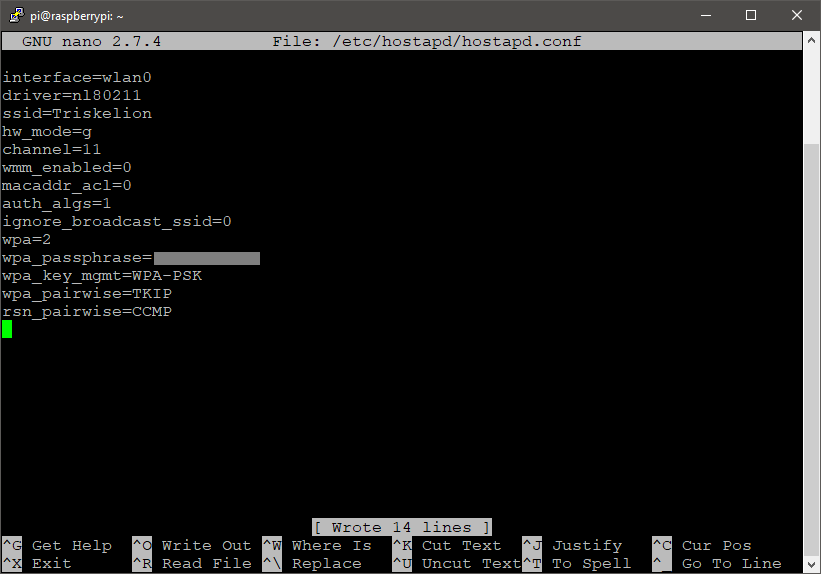 pi@raspberrypi: ~
GNU nano 2.7.4 File: /etc/hostapd/hostapd.conf
interface=wlan0
driver=nl80211
ssid=Triskelion
hw_mode=g
channel=11
wmm_enabled=0
macaddr_acl=0
auth_algs=1
ignore_broadcast_ssid=0
wpa=2
wpa_passphrase=
wpa_key_mgmt=WPA-PSK
wpa_pairwise=TKIP
rsn_pairwise=CCMP
[ Wrote 14 lines ]
^G Get Help ^O Write Out ^W Where Is ^K Cut Text ^J Justify ^C Cur Pos
^X Exit ^R Read File ^\ Replace ^U Uncut Text ^T To Spell ^_ Go To Line